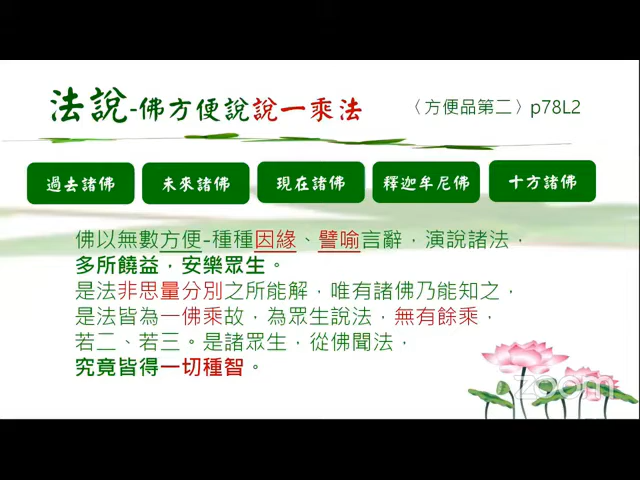 法說-佛方便說說一乘法
〈方便品第二〉p78L2
過去諸佛
未來諸佛
現在諸佛
釋迦牟尼佛
十方諸佛
佛以無數方便-種種因緣、譬喻言辭，演說諸法，
多所饒益，安樂眾生。
是法非思量分別之所能解，唯有諸佛乃能知之，
是法皆為一佛乘故，為眾生說法，無有餘乘，
若二、若三。是諸眾生，從佛聞法，
究竟皆得一切種智。
zoom